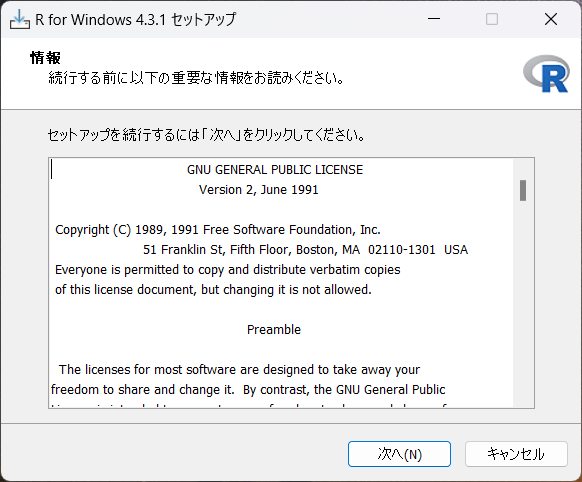 R for Windows 4.3.1 セットアップ
情報
続行する前に以下の重要な情報をお読みください。
R
セットアップを続行するには「次へ」をクリックしてください。
GNU GENERAL PUBLIC LICENSE
Version 2, June 1991
Copyright (C) 1989, 1991 Free Software Foundation, Inc.
51 Franklin St, Fifth Floor, Boston, MA  02110-1301  USA
Everyone is permitted to copy and distribute verbatim copies
of this license document, but changing it is not allowed.
Preamble
The licenses for most software are designed to take away your
freedom to share and change it.  By contrast, the GNU General Public
次へ(N)
キャンセル